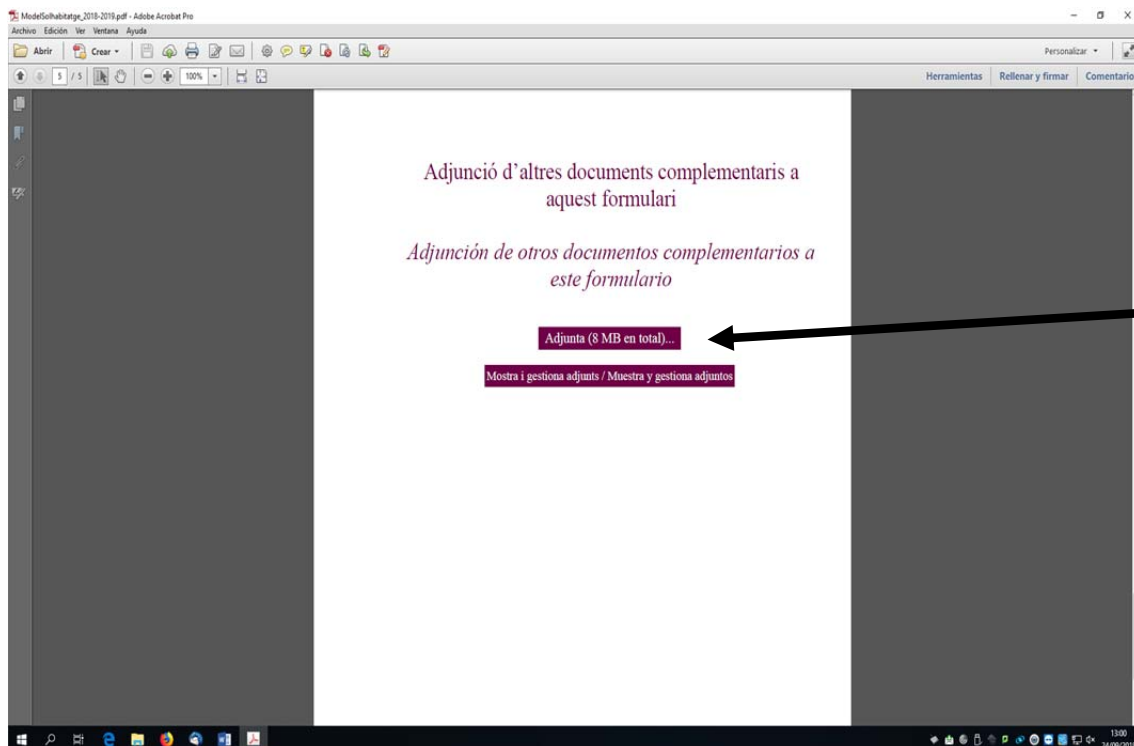 ModelSolhabitatge_2018-2019.pdf - Adobe Acrobat Pro
Archivo Edición Ver Ventana Ayuda
Abrir Crear Personalizar
5 / 5 100% Herramientas Rellenar y firmar Comentario
Adjunció d’altres documents complementaris a
aquest formulari
Adjunción de otros documentos complementarios a
este formulario
Adjunta (8 MB en total)...
Mostra i gestiona adjunts / Muestra y gestiona adjuntos
13:00